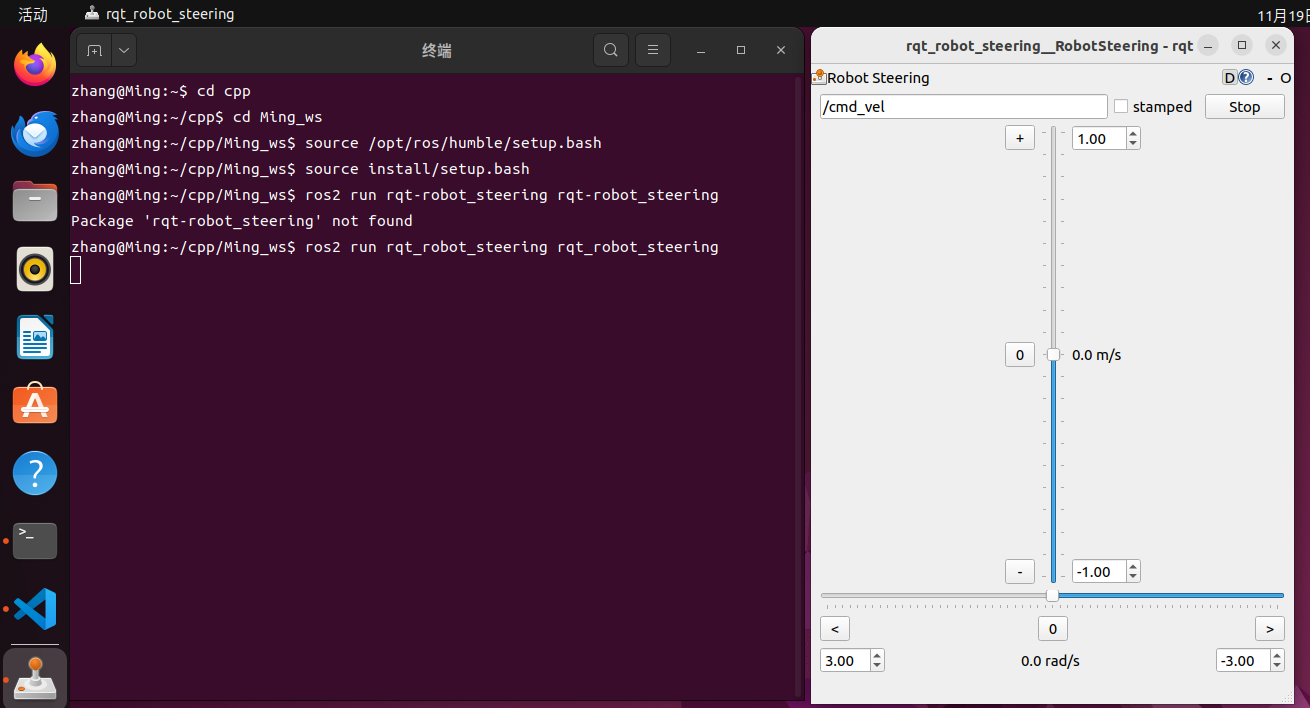 活动 rqt_robot_steering 11月19日
终端
zhang@Ming:~$ cd cpp
zhang@Ming:~/cpp$ cd Ming_ws
zhang@Ming:~/cpp/Ming_ws$ source /opt/ros/humble/setup.bash
zhang@Ming:~/cpp/Ming_ws$ source install/setup.bash
zhang@Ming:~/cpp/Ming_ws$ ros2 run rqt-robot_steering rqt-robot_steering
Package 'rqt-robot_steering' not found
zhang@Ming:~/cpp/Ming_ws$ ros2 run rqt_robot_steering rqt_robot_steering
rqt_robot_steering__RobotSteering - rqt
Robot Steering D ? - O
/cmd_vel stamped Stop
+ 1.00
0 0.0 m/s
- -1.00
< 0 >
3.00 0.0 rad/s -3.00